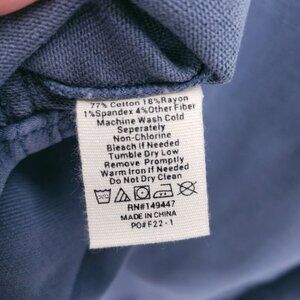 77% Cotton 18%Rayon
1%Spandex 4%Other Fiber
Machine Wash Cold
Seperately
Non-Chlorine
Bleach if Needed
Tumble Dry Low
Remove Promptly
Warm Iron if Needed
Do Not Dry Clean
RN#149447
MADE IN CHINA
PO#F22-1